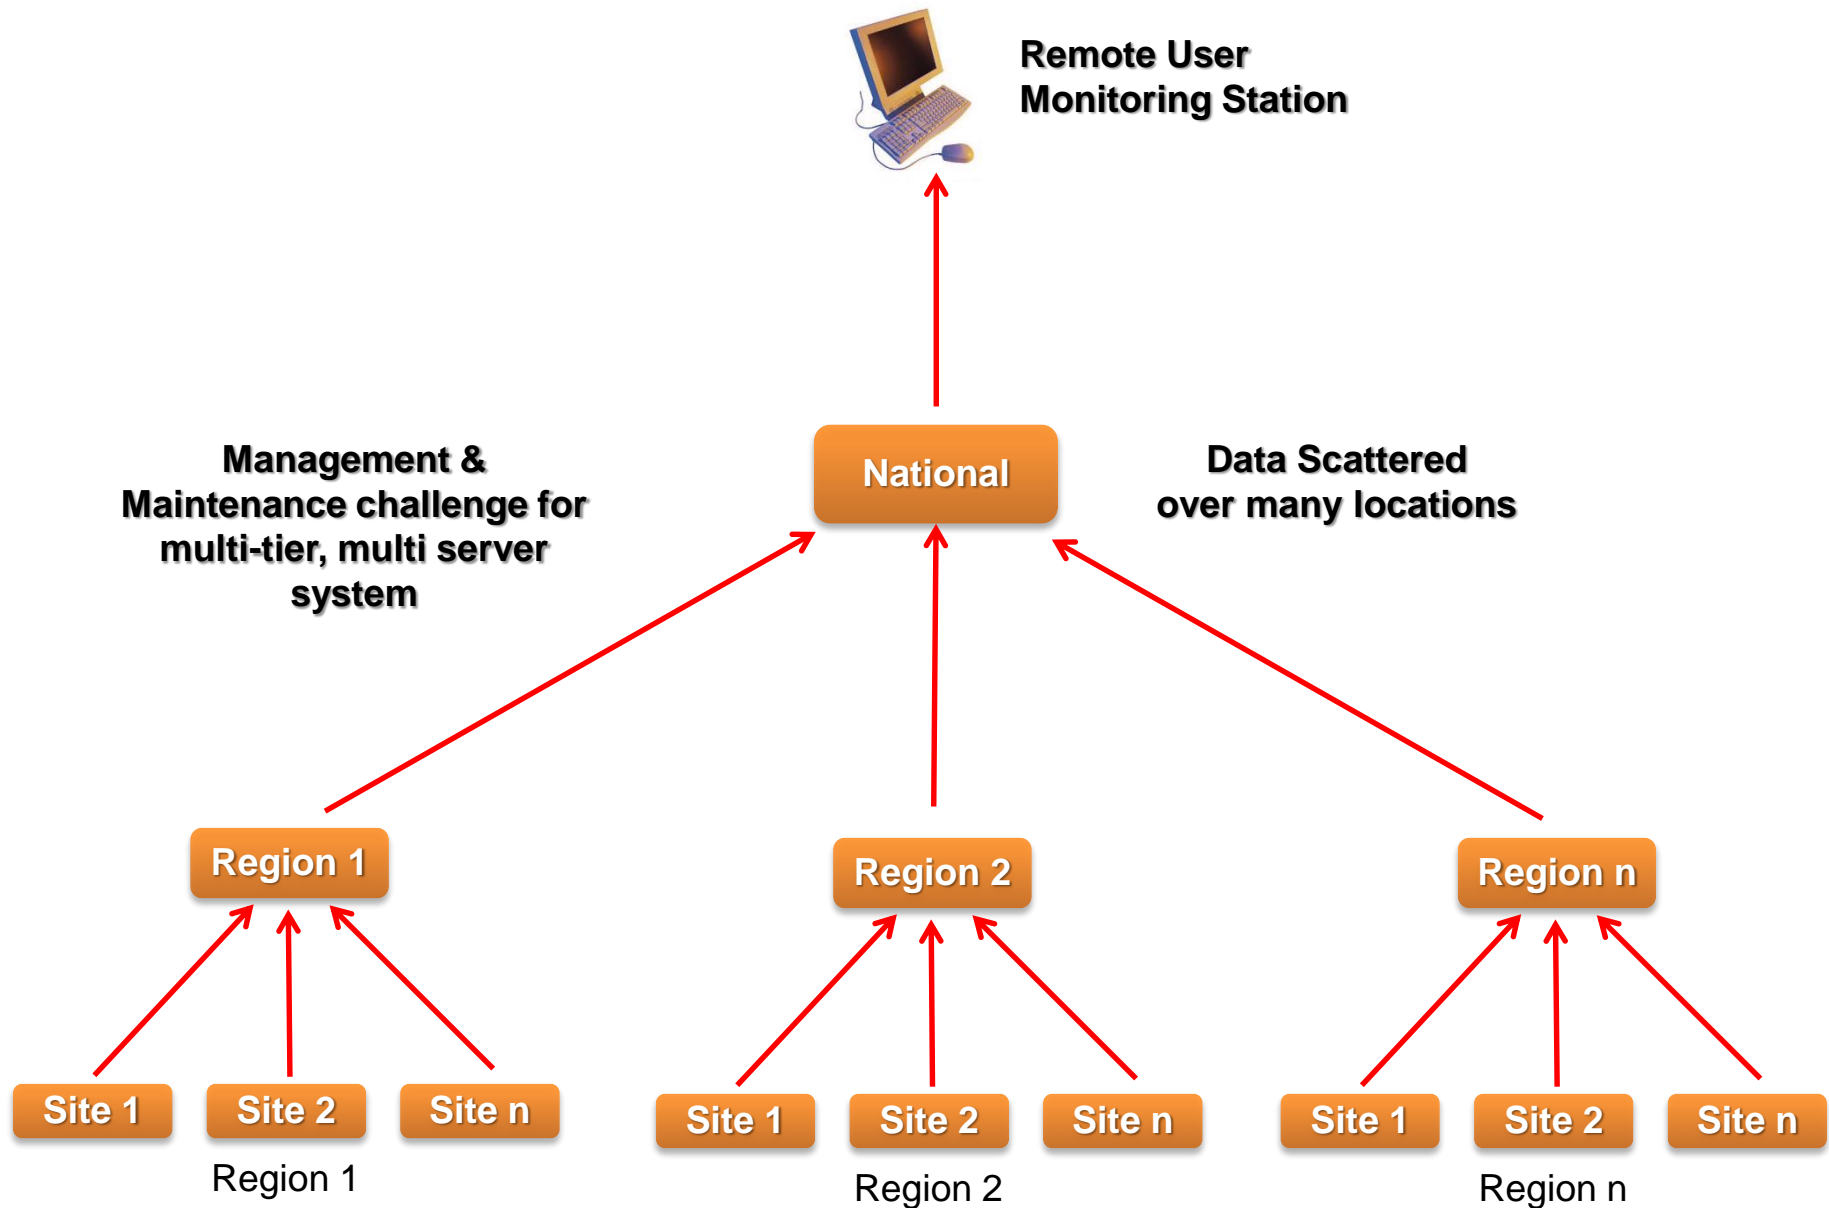 Remote User
Monitoring Station
Management &
Maintenance challenge for
multi-tier, multi server
system
National
Data Scattered
over many locations
Region 1
Region 2
Region n
Site 1
Site 2
Site n
Site 1
Site 2
Site n
Site 1
Site 2
Site n
Region 1
Region 2
Region n